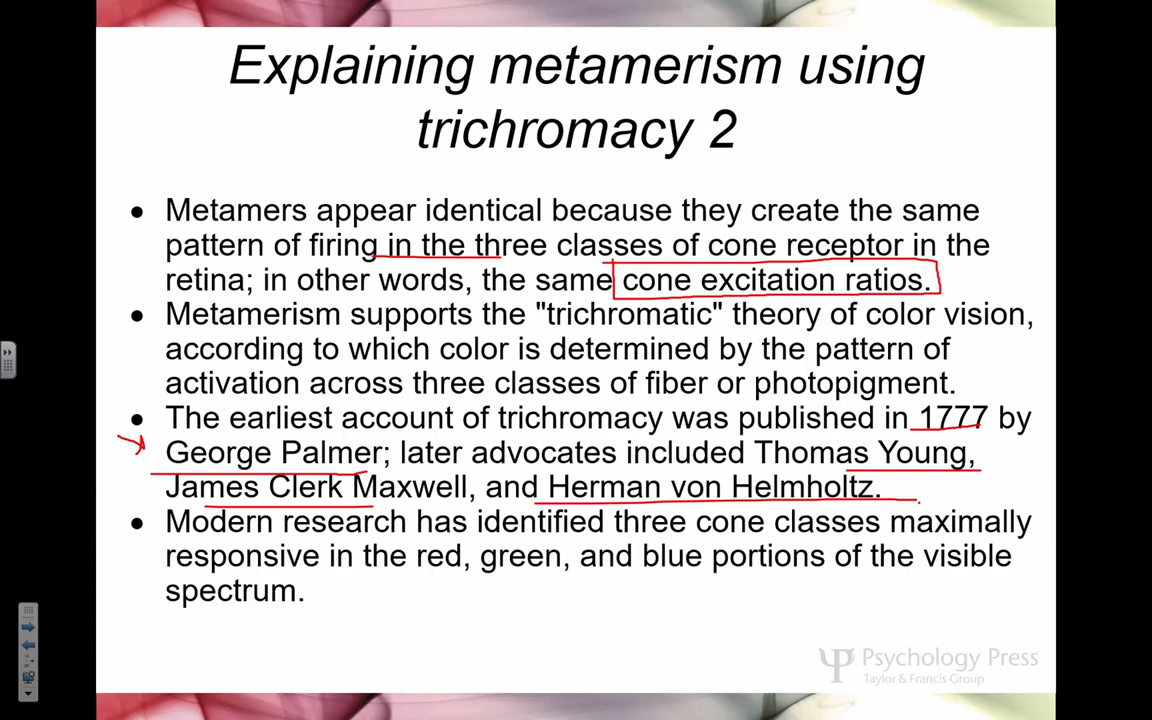 Explaining metamerism using
trichromacy 2
• Metamers appear identical because they create the same
pattern of firing in the three classes of cone receptor in the
retina; in other words, the same cone excitation ratios.
• Metamerism supports the "trichromatic" theory of color vision,
according to which color is determined by the pattern of
activation across three classes of fiber or photopigment.
• The earliest account of trichromacy was published in 1777 by
George Palmer; later advocates included Thomas Young,
James Clerk Maxwell, and Herman von Helmholtz.
• Modern research has identified three cone classes maximally
responsive in the red, green, and blue portions of the visible
spectrum.
Psychology Press
Taylor & Francis Group